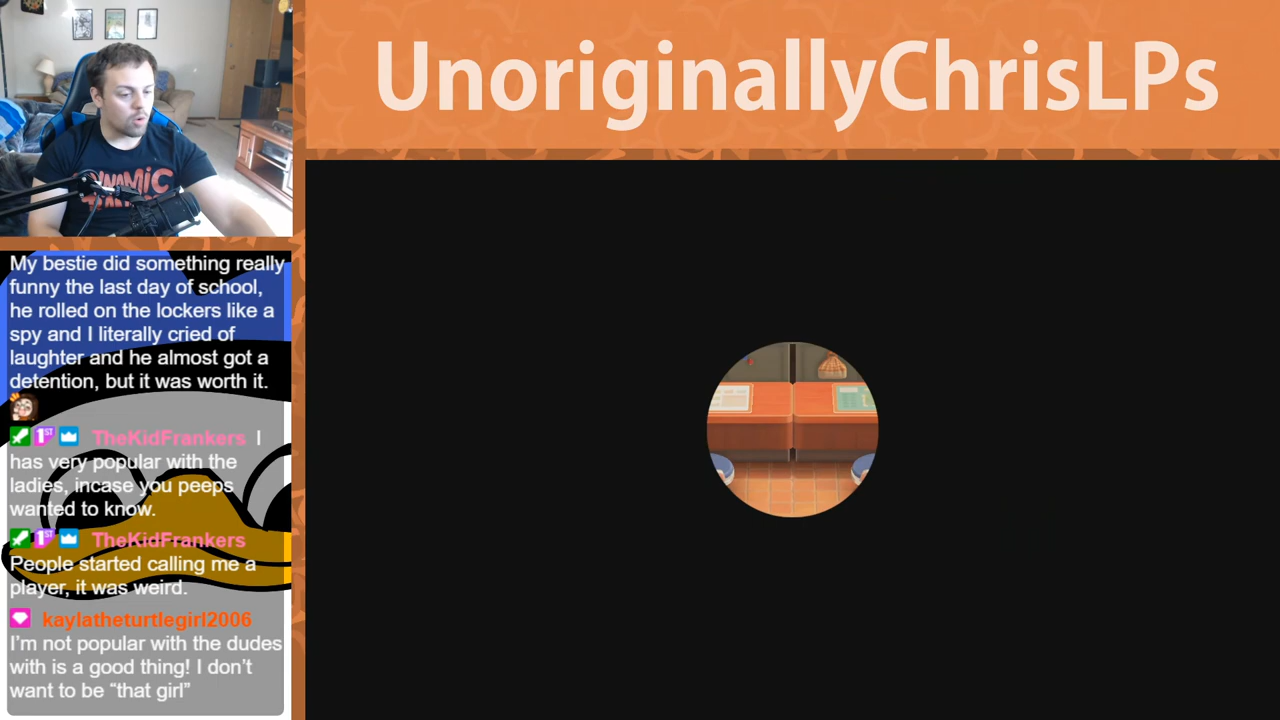 UnoriginallyChrisLPs
My bestie did something really
funny the last day of school,
he rolled on the lockers like a
spy and I literally cried of
laughter and he almost got a
detention, but it was worth it.
TheKidFrankers I
has very popular with the
ladies, incase you peeps
wanted to know.
TheKidFrankers
People started calling me a
player, it was weird.
kaylatheturtlegirl2006
I’m not popular with the dudes
with is a good thing! I don’t
want to be “that girl”